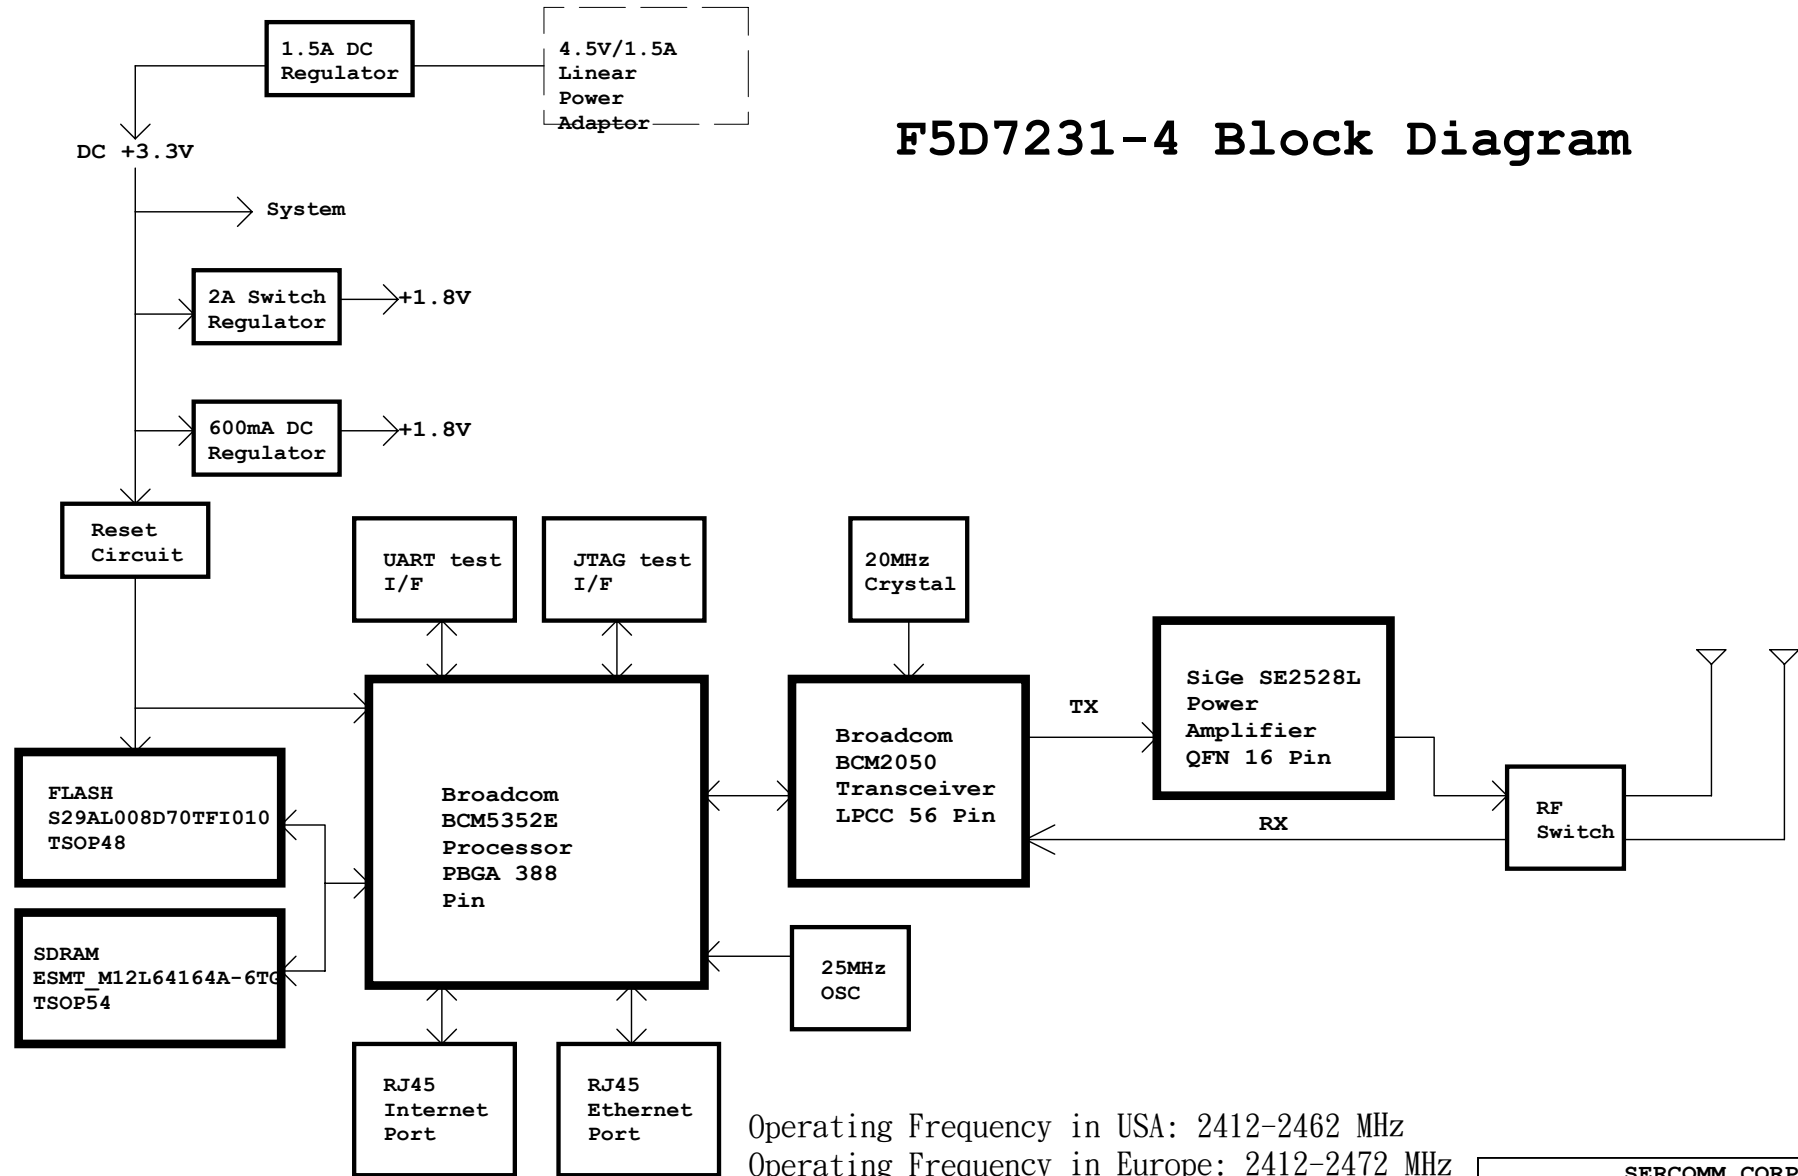 1.5A DC
Regulator
4.5V/1.5A
Linear
Power
Adaptor
F5D7231-4 Block Diagram
DC +3.3V
System
2A Switch
Regulator
+1.8V
600mA DC
Regulator
+1.8V
Reset
Circuit
UART test
I/F
JTAG test
I/F
20MHz
Crystal
SiGe SE2528L
Power
Amplifier
QFN 16 Pin
TX
Broadcom
BCM2050
Transceiver
LPCC 56 Pin
RX
RF
Switch
FLASH
S29AL008D70TFI010
TSOP48
Broadcom
BCM5352E
Processor
PBGA 388
Pin
SDRAM
ESMT_M12L64164A-6TG
TSOP54
25MHz
OSC
RJ45
Internet
Port
RJ45
Ethernet
Port
Operating Frequency in USA: 2412-2462 MHz
Operating Frequency in Europe: 2412-2472 MHz
SERCOMM CORP